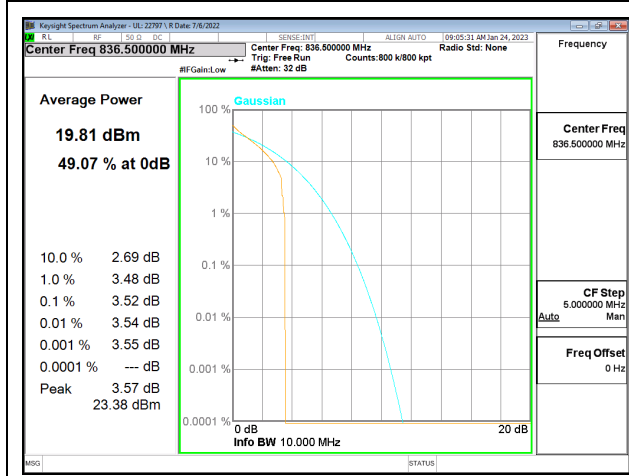 Keysight Spectrum Analyzer - UL: 22797 \ R Date: 7/6/2022
RL RF 50 Ω DC SENSE:INT ALIGN AUTO 09:05:31 AM Jan 24, 2023
Center Freq 836.500000 MHz
Center Freq: 836.500000 MHz Radio Std: None
Trig: Free Run Counts:800 k/800 kpt
#IFGain:Low #Atten: 32 dB
Frequency
Average Power
19.81 dBm
49.07 % at 0dB
10.0 % 2.69 dB
1.0 % 3.48 dB
0.1 % 3.52 dB
0.01 % 3.54 dB
0.001 % 3.55 dB
0.0001 % --- dB
Peak 3.57 dB
23.38 dBm
Gaussian
100 %
10 %
1 %
0.1 %
0.01 %
0.001 %
0.0001 %
0 dB 20 dB
Info BW 10.000 MHz
Center Freq
836.500000 MHz
CF Step
5.000000 MHz
Auto Man
Freq Offset
0 Hz
MSG STATUS